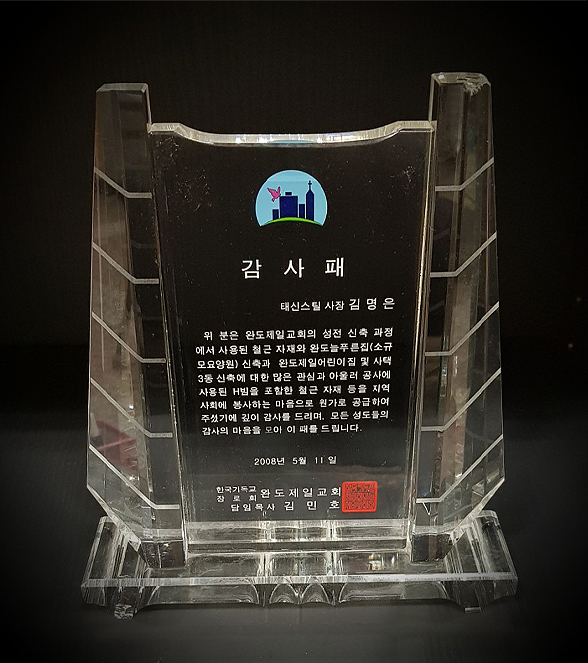 감 사 패
태신스틸 사장 김 명 은
위 분은 완도제일교회의 성전 신축 과정
에서 사용된 철근 자재와 완도늘푸른집(소규
모요양원) 신축과 완도제일어린이집 및 사택
3동 신축에 대한 많은 관심과 아울러 공사에
사용된 H빔을 포함한 철근 자재 등을 지역
사회에 봉사하는 마음으로 원가로 공급하여
주셨기에 깊이 감사를 드리며, 모든 성도들의
감사의 마음을 모아 이 패를 드립니다.
2008년 5월 11일
한국기독교
장 로 회 완도제일교회
담임목사 김 민 호